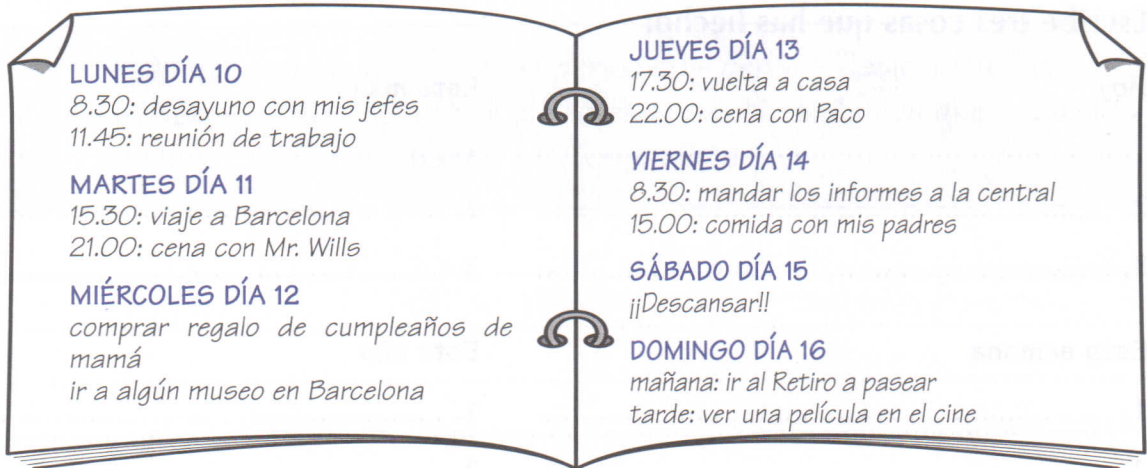 LUNES DÍA 10
8.30: desayuno con mis jefes
11.45: reunión de trabajo
MARTES DÍA 11
15.30: viaje a Barcelona
21.00: cena con Mr. Wills
MIÉRCOLES DÍA 12
comprar regalo de cumpleaños de
mamá
ir a algún museo en Barcelona
JUEVES DÍA 13
17.30: vuelta a casa
22.00: cena con Paco
VIERNES DÍA 14
8.30: mandar los informes a la central
15.00: comida con mis padres
SÁBADO DÍA 15
¡¡Descansar!!
DOMINGO DÍA 16
mañana: ir al Retiro a pasear
tarde: ver una película en el cine